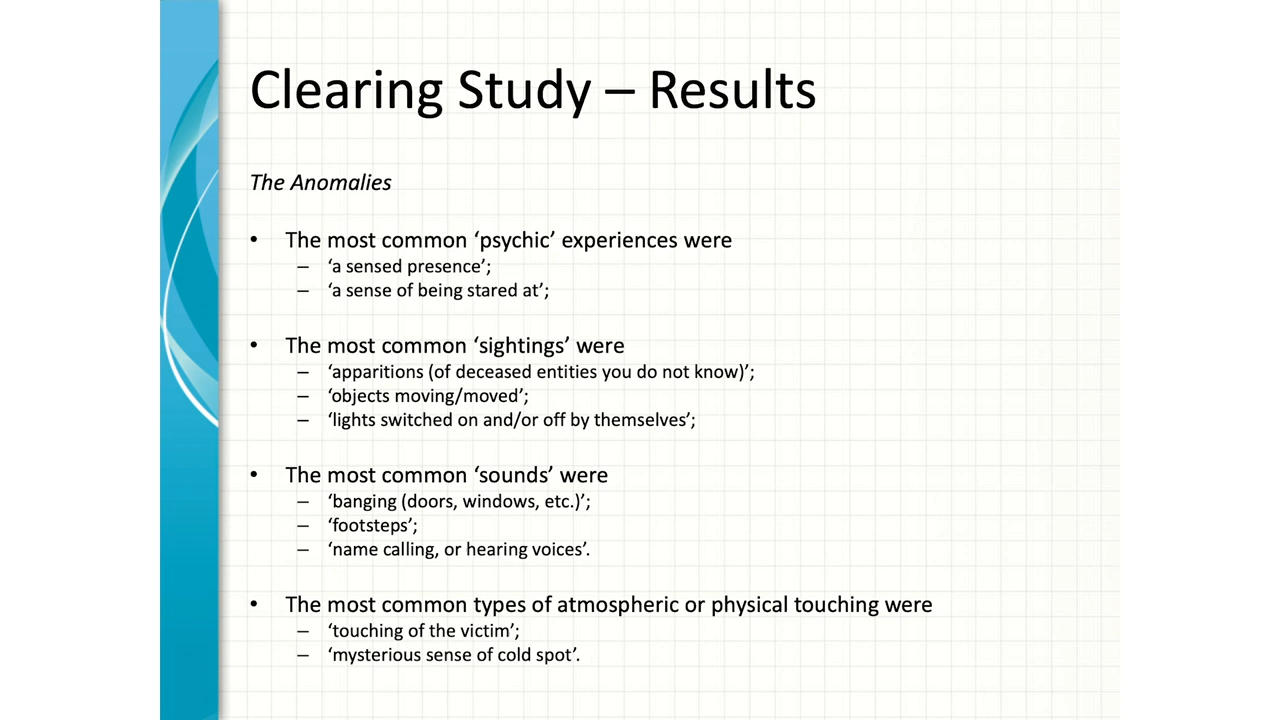 Clearing Study – Results
The Anomalies
• The most common ‘psychic’ experiences were
– ‘a sensed presence’;
– ‘a sense of being stared at’;
• The most common ‘sightings’ were
– ‘apparitions (of deceased entities you do not know)’;
– ‘objects moving/moved’;
– ‘lights switched on and/or off by themselves’;
• The most common ‘sounds’ were
– ‘banging (doors, windows, etc.)’;
– ‘footsteps’;
– ‘name calling, or hearing voices’.
• The most common types of atmospheric or physical touching were
– ‘touching of the victim’;
– ‘mysterious sense of cold spot’.